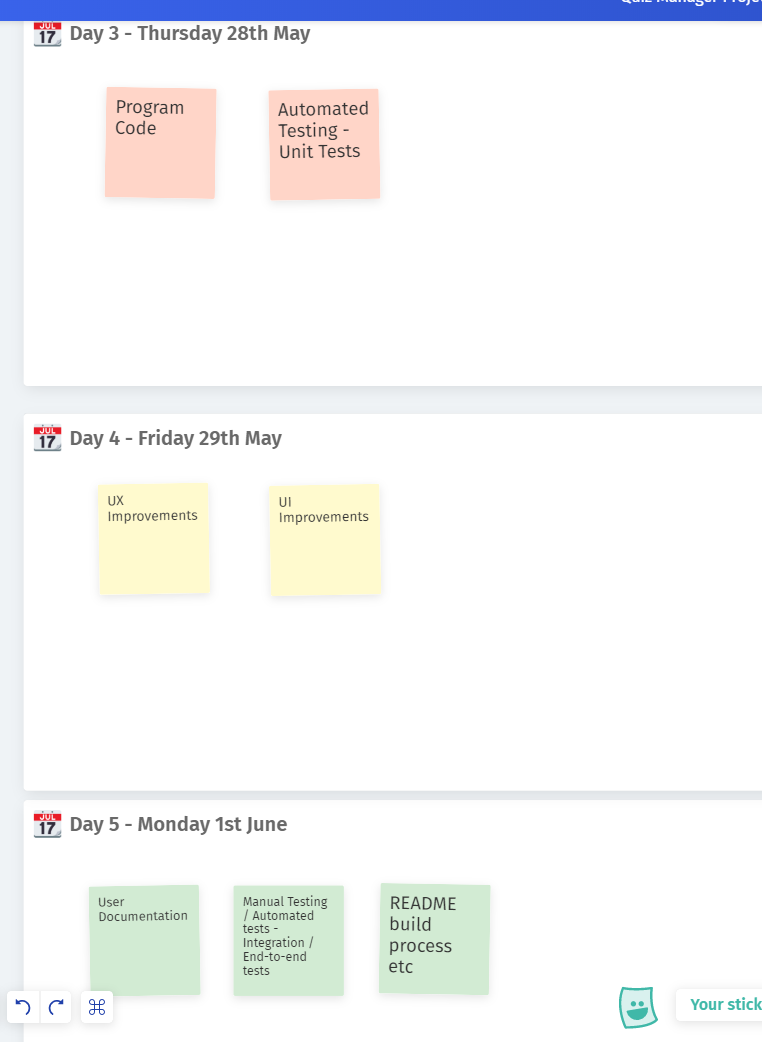 Quiz Manager Project
JUL
17
Day 3 - Thursday 28th May
Program
Code
Automated
Testing -
Unit Tests
JUL
17
Day 4 - Friday 29th May
UX
Improvements
UI
Improvements
JUL
17
Day 5 - Monday 1st June
User
Documentation
Manual Testing
/ Automated
tests -
Integration /
End-to-end
tests
README
build
process
etc
Your stick